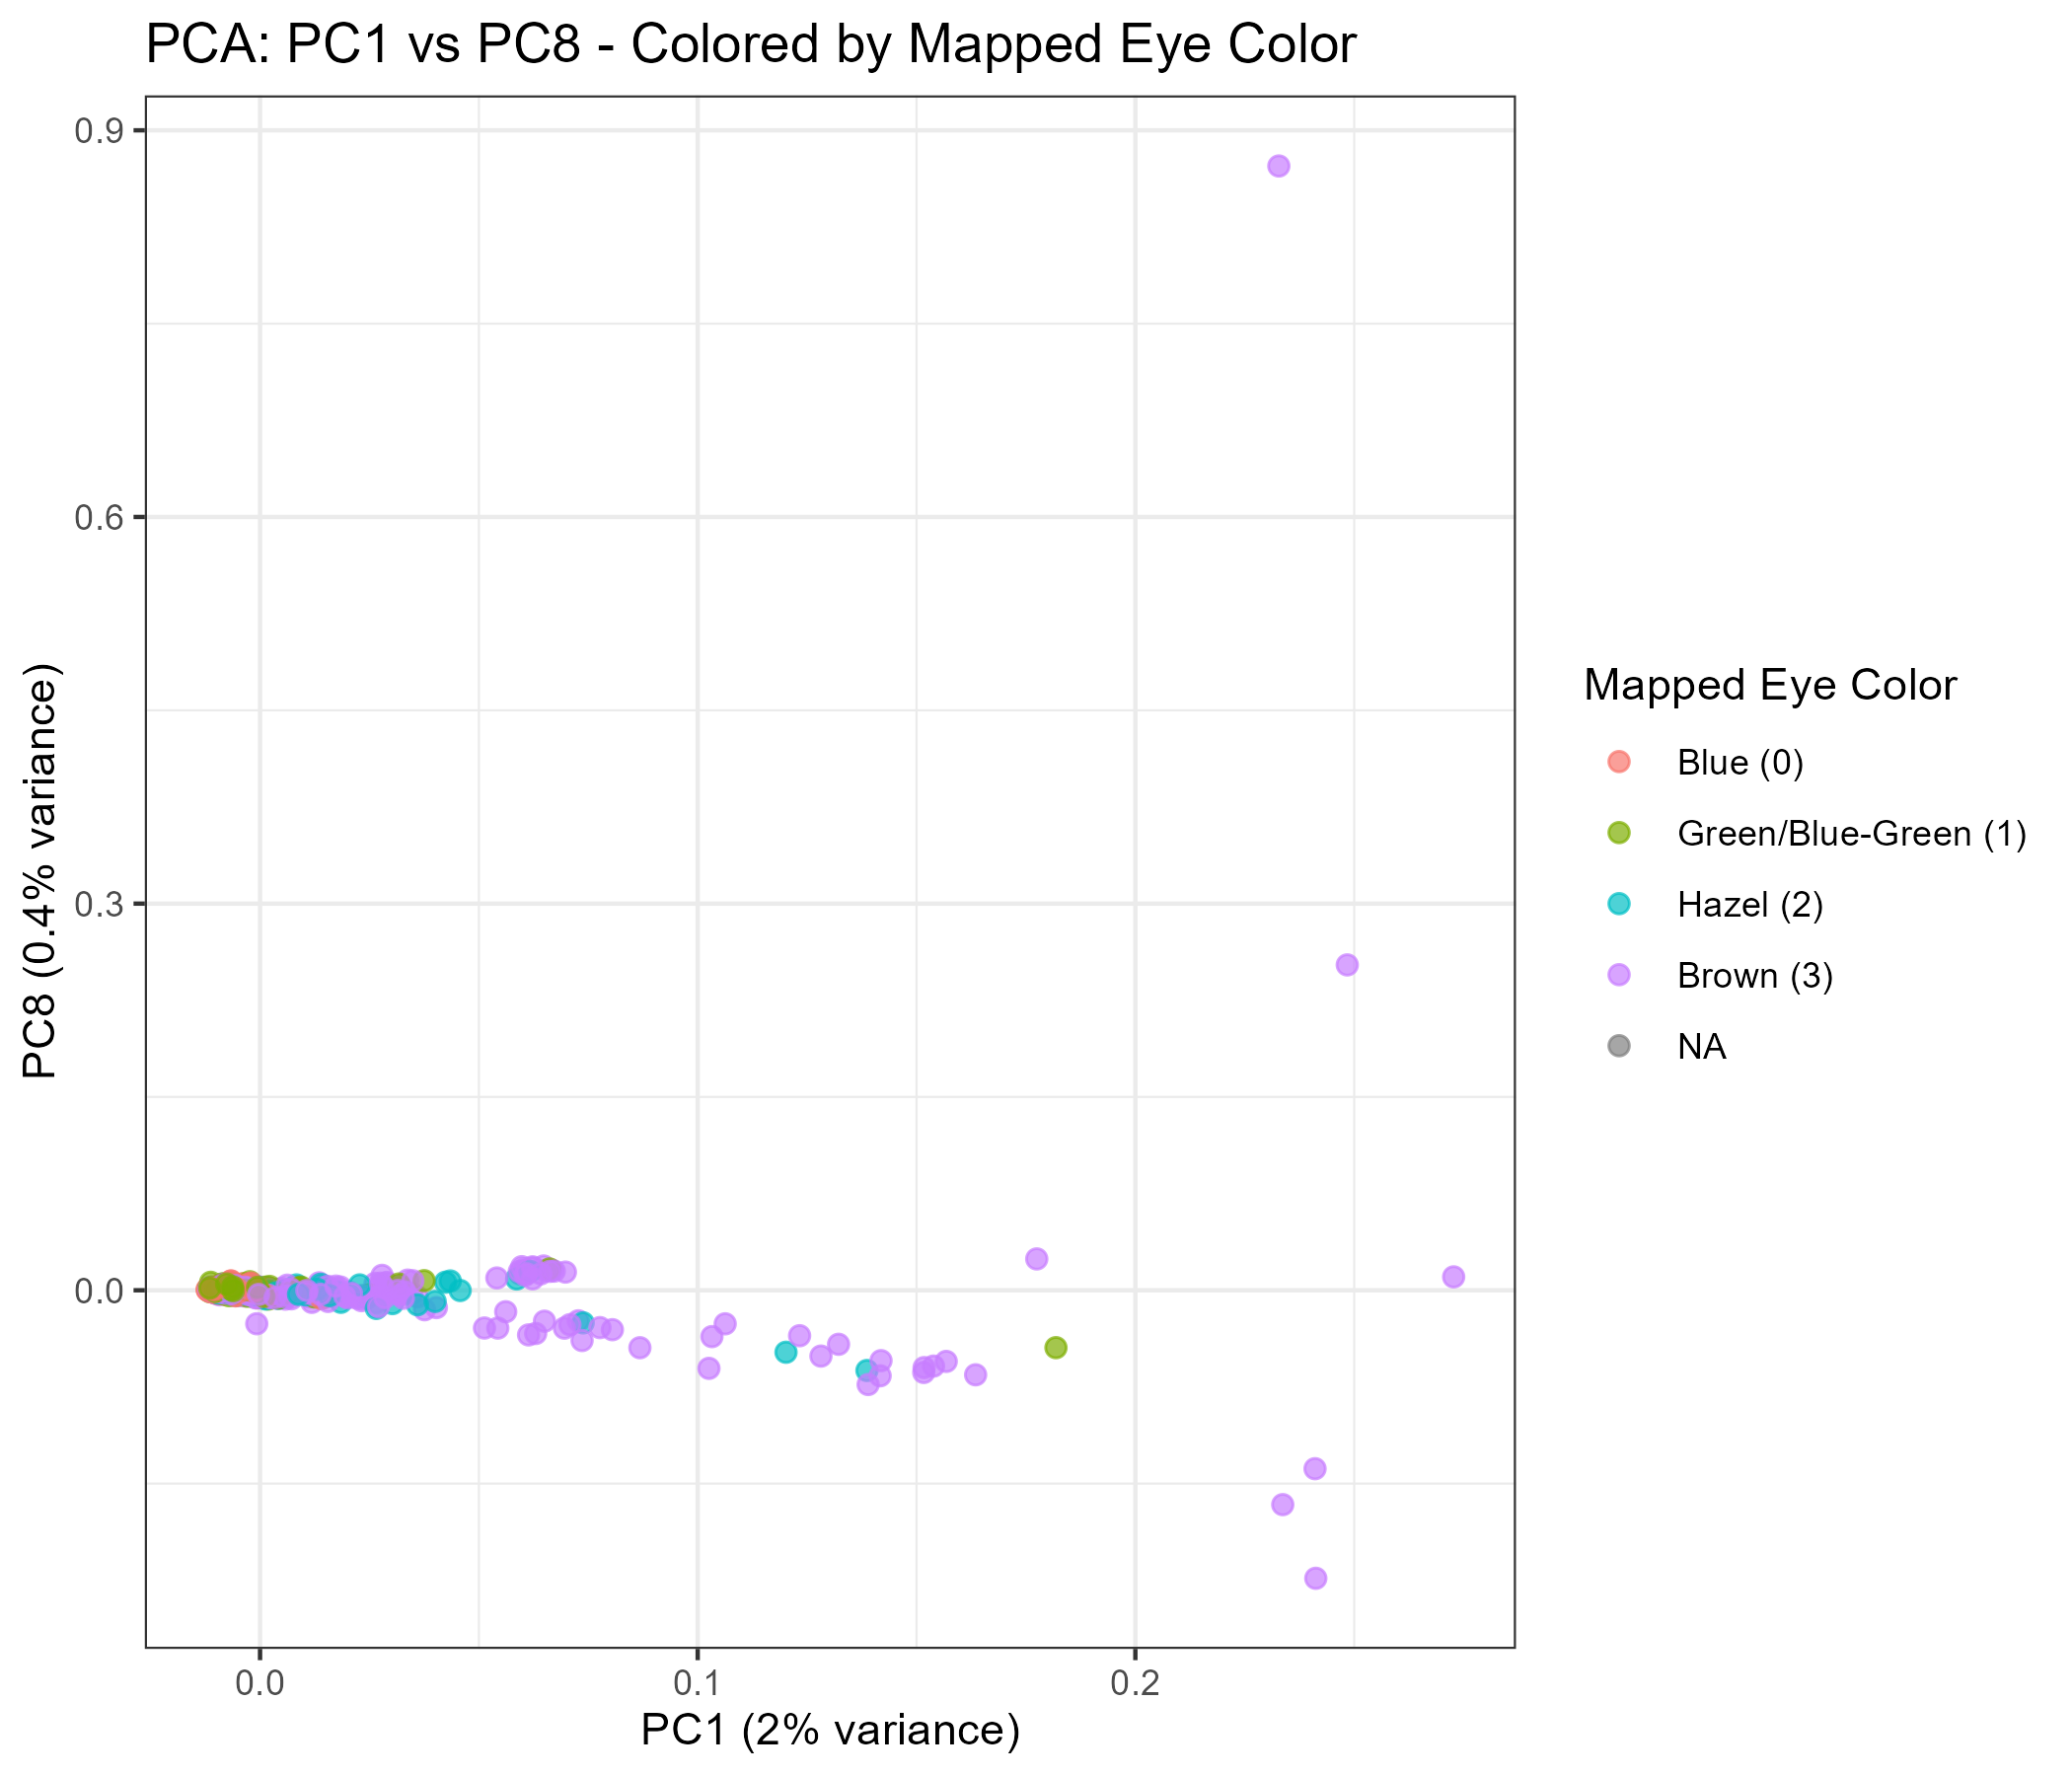 PCA: PC1 vs PC8 - Colored by Mapped Eye Color
PC8 (0.4% variance)
0.9
0.6
0.3
0.0
0.0
0.1
0.2
PC1 (2% variance)
Mapped Eye Color
Blue (0)
Green/Blue-Green (1)
Hazel (2)
Brown (3)
NA